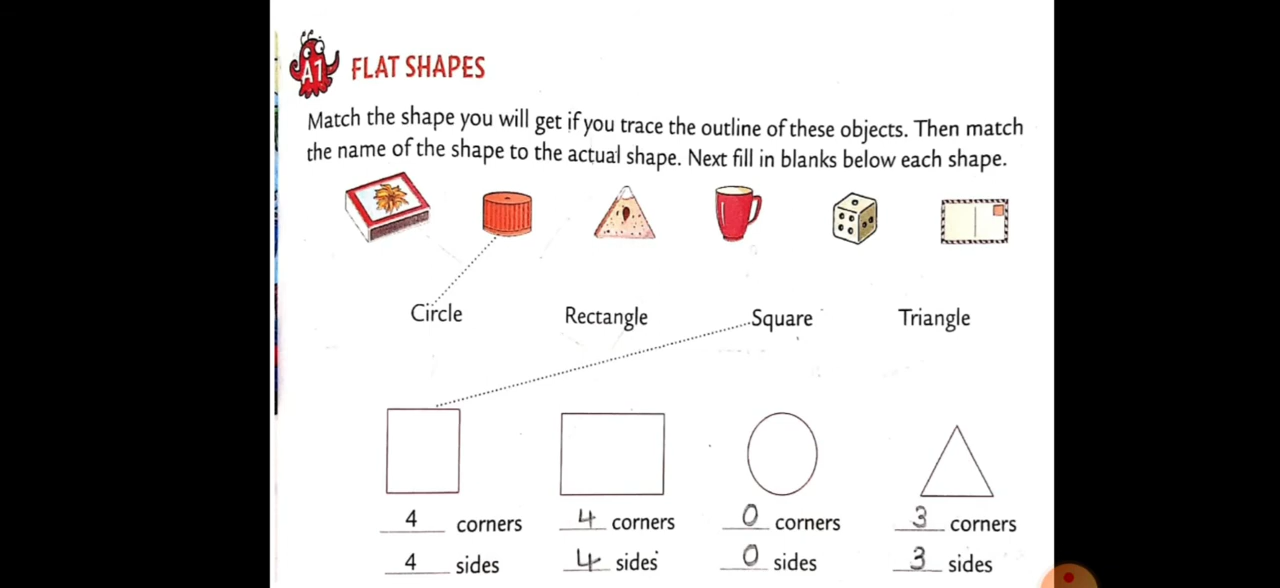 A1 FLAT SHAPES
Match the shape you will get if you trace the outline of these objects. Then match
the name of the shape to the actual shape. Next fill in blanks below each shape.
Circle Rectangle Square Triangle
4 corners 4 corners 0 corners 3 corners
4 sides 4 sides 0 sides 3 sides